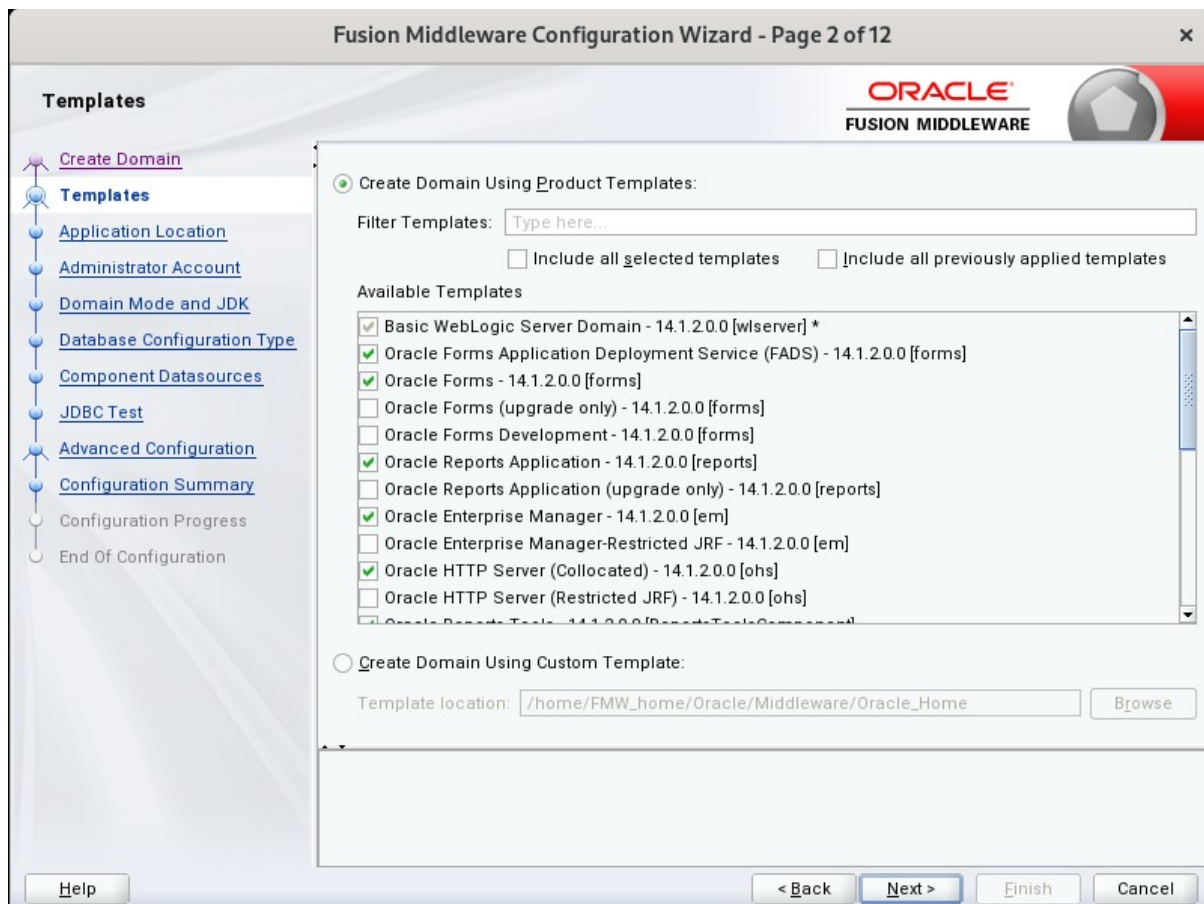 Fusion Middleware Configuration Wizard - Page 2 of 12
Templates
ORACLE
FUSION MIDDLEWARE
Create Domain
Templates
Application Location
Administrator Account
Domain Mode and JDK
Database Configuration Type
Component Datasources
JDBC Test
Advanced Configuration
Configuration Summary
Configuration Progress
End Of Configuration
Create Domain Using Product Templates:
Filter Templates: Type here...
Include all selected templates Include all previously applied templates
Available Templates
Basic WebLogic Server Domain - 14.1.2.0.0 [wlserver] *
Oracle Forms Application Deployment Service (FADS) - 14.1.2.0.0 [forms]
Oracle Forms - 14.1.2.0.0 [forms]
Oracle Forms (upgrade only) - 14.1.2.0.0 [forms]
Oracle Forms Development - 14.1.2.0.0 [forms]
Oracle Reports Application - 14.1.2.0.0 [reports]
Oracle Reports Application (upgrade only) - 14.1.2.0.0 [reports]
Oracle Enterprise Manager - 14.1.2.0.0 [em]
Oracle Enterprise Manager-Restricted JRF - 14.1.2.0.0 [em]
Oracle HTTP Server (Collocated) - 14.1.2.0.0 [ohs]
Oracle HTTP Server (Restricted JRF) - 14.1.2.0.0 [ohs]
Oracle Reports Tools - 14.1.2.0.0 [ReportsToolsComponent]
Create Domain Using Custom Template:
Template location: /home/FMW_home/Oracle/Middleware/Oracle_Home Browse
Help < Back Next > Finish Cancel